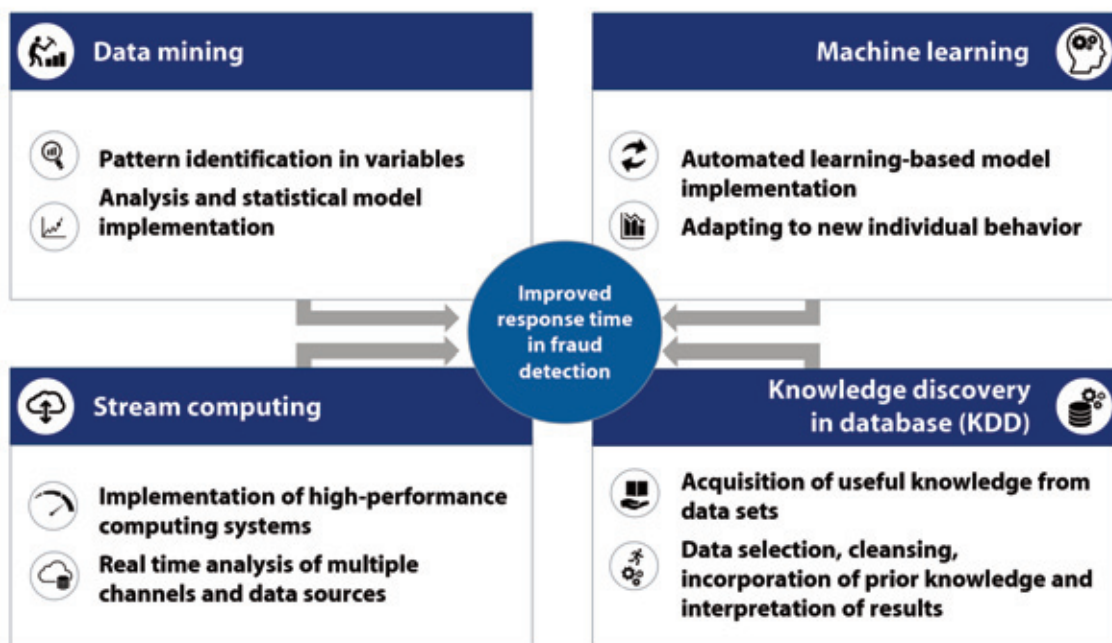 Data mining
Pattern identification in variables
Analysis and statistical model
implementation
Machine learning
Automated learning-based model
implementation
Adapting to new individual behavior
Improved
response time
in fraud
detection
Stream computing
Implementation of high-performance
computing systems
Real time analysis of multiple
channels and data sources
Knowledge discovery
in database (KDD)
Acquisition of useful knowledge from
data sets
Data selection, cleansing,
incorporation of prior knowledge and
interpretation of results